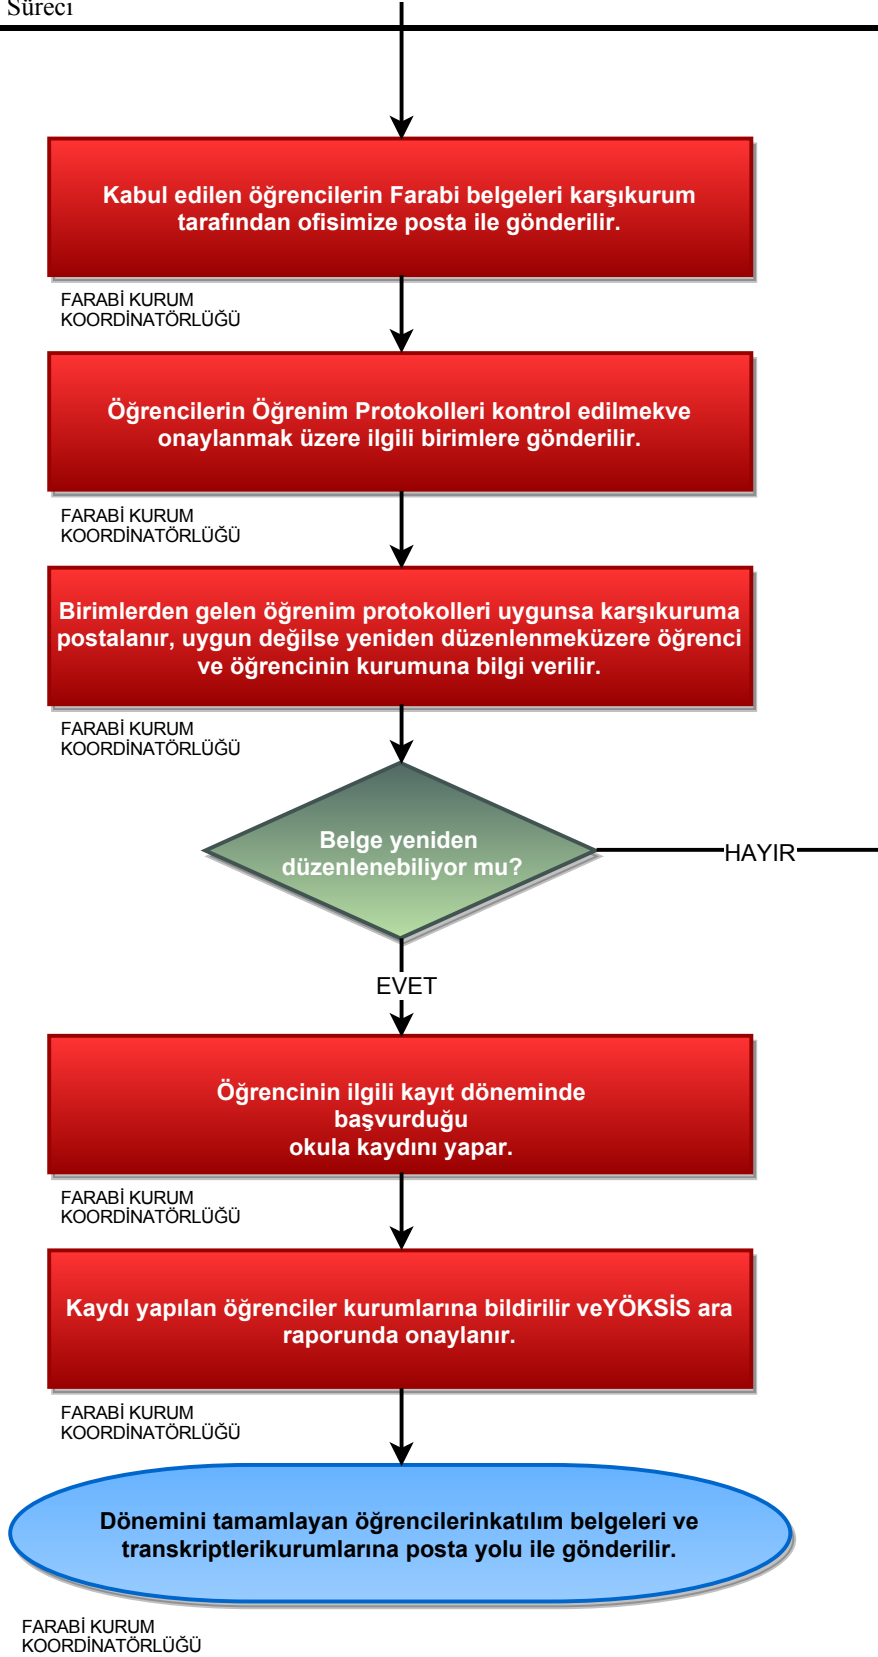 Süreci
Kabul edilen öğrencilerin Farabi belgeleri karşıkurum
tarafından ofisimize posta ile gönderilir.
FARABİ KURUM
KOORDİNATÖRLÜĞÜ
Öğrencilerin Öğrenim Protokolleri kontrol edilmekve
onaylanmak üzere ilgili birimlere gönderilir.
FARABİ KURUM
KOORDİNATÖRLÜĞÜ
Birimlerden gelen öğrenim protokolleri uygunsa karşıkuruma
postalanır, uygun değilse yeniden düzenlenmeküzere öğrenci
ve öğrencinin kurumuna bilgi verilir.
FARABİ KURUM
KOORDİNATÖRLÜĞÜ
Belge yeniden
düzenlenebiliyor mu?
HAYIR
EVET
Öğrencinin ilgili kayıt döneminde
başvurduğu
okula kaydını yapar.
FARABİ KURUM
KOORDİNATÖRLÜĞÜ
Kaydı yapılan öğrenciler kurumlarına bildirilir veYÖKSİS ara
raporunda onaylanır.
FARABİ KURUM
KOORDİNATÖRLÜĞÜ
Dönemini tamamlayan öğrencilerinkatılım belgeleri ve
transkriptlerikurumlarına posta yolu ile gönderilir.
FARABİ KURUM
KOORDİNATÖRLÜĞÜ